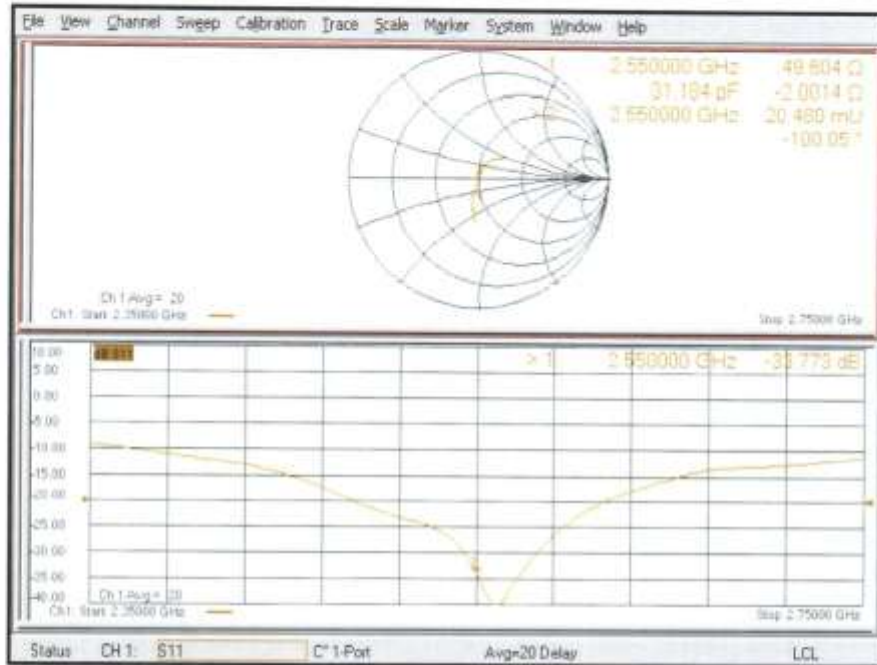 File View Channel Sweep Calibration Trace Scale Marker System Window Help
1 2.550000 GHz 49.604 Ω
31.184 pF -2.0014 Ω
2.550000 GHz 20.480 mU
-100.05 °
Ch 1 Avg = 20
Ch1: Start 2.35000 GHz
Stop 2.75000 GHz
10.00
5.00
0.00
-5.00
-10.00
-15.00
-20.00
-25.00
-30.00
-35.00
-40.00
dB S11
> 1 2.550000 GHz -33.773 dB
Ch 1 Avg = 20
Ch1: Start 2.35000 GHz
Stop 2.75000 GHz
Status CH 1: S11 C* 1-Port Avg=20 Delay LCL